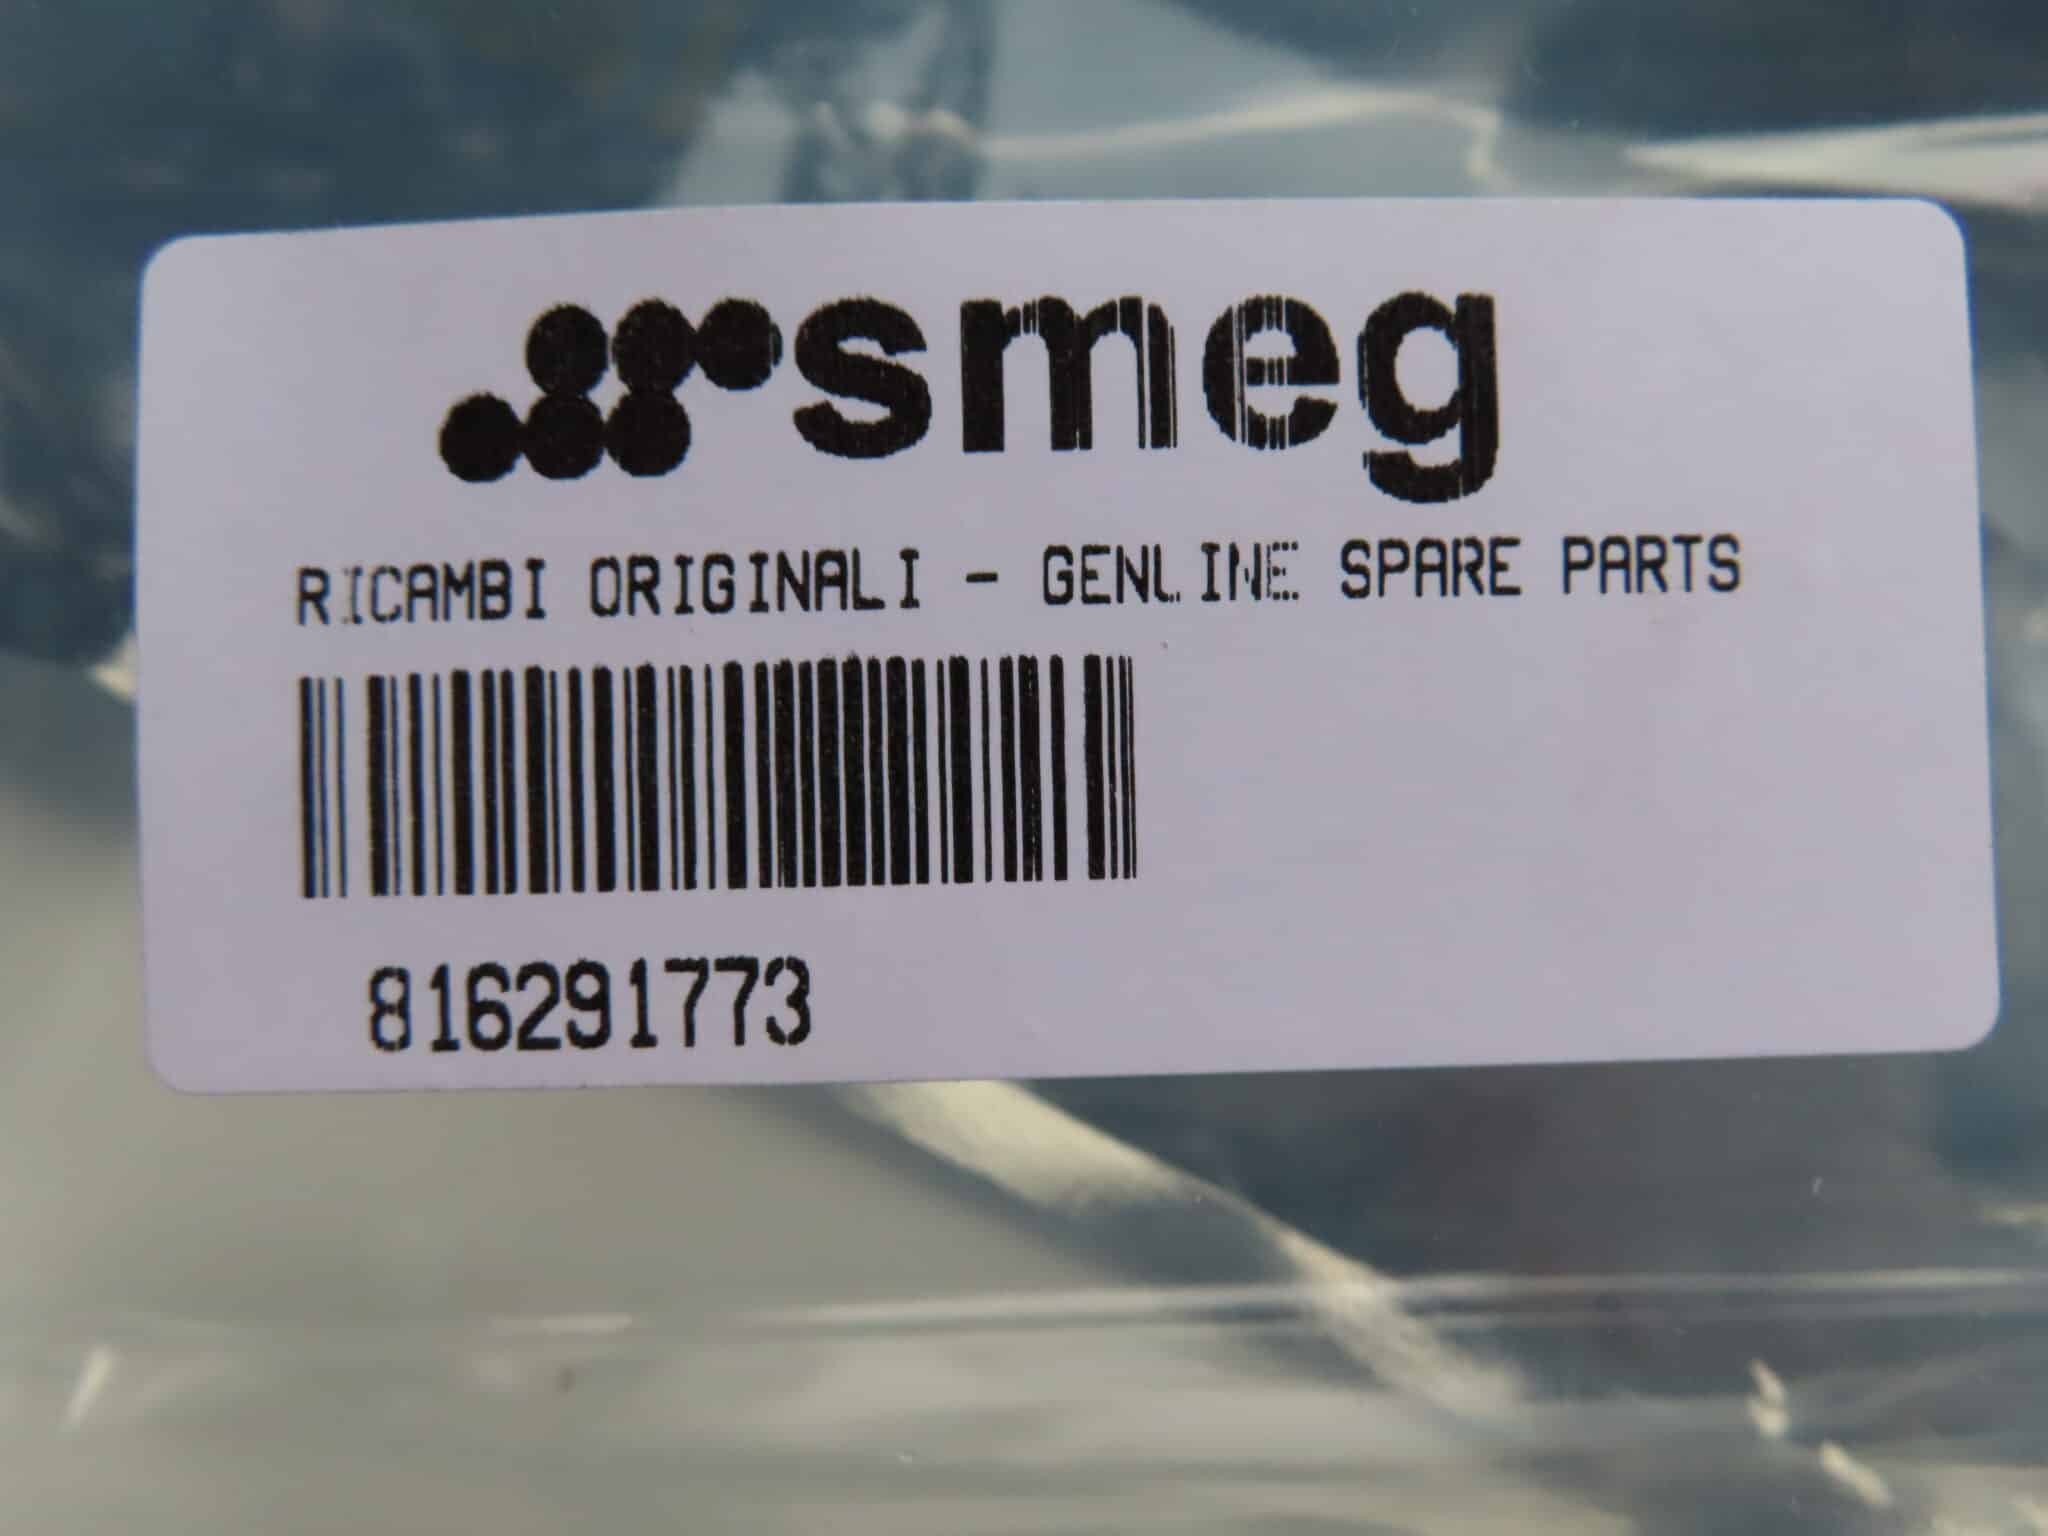 smeg
RICAMBI ORIGINALI - GENUINE SPARE PARTS
816291773